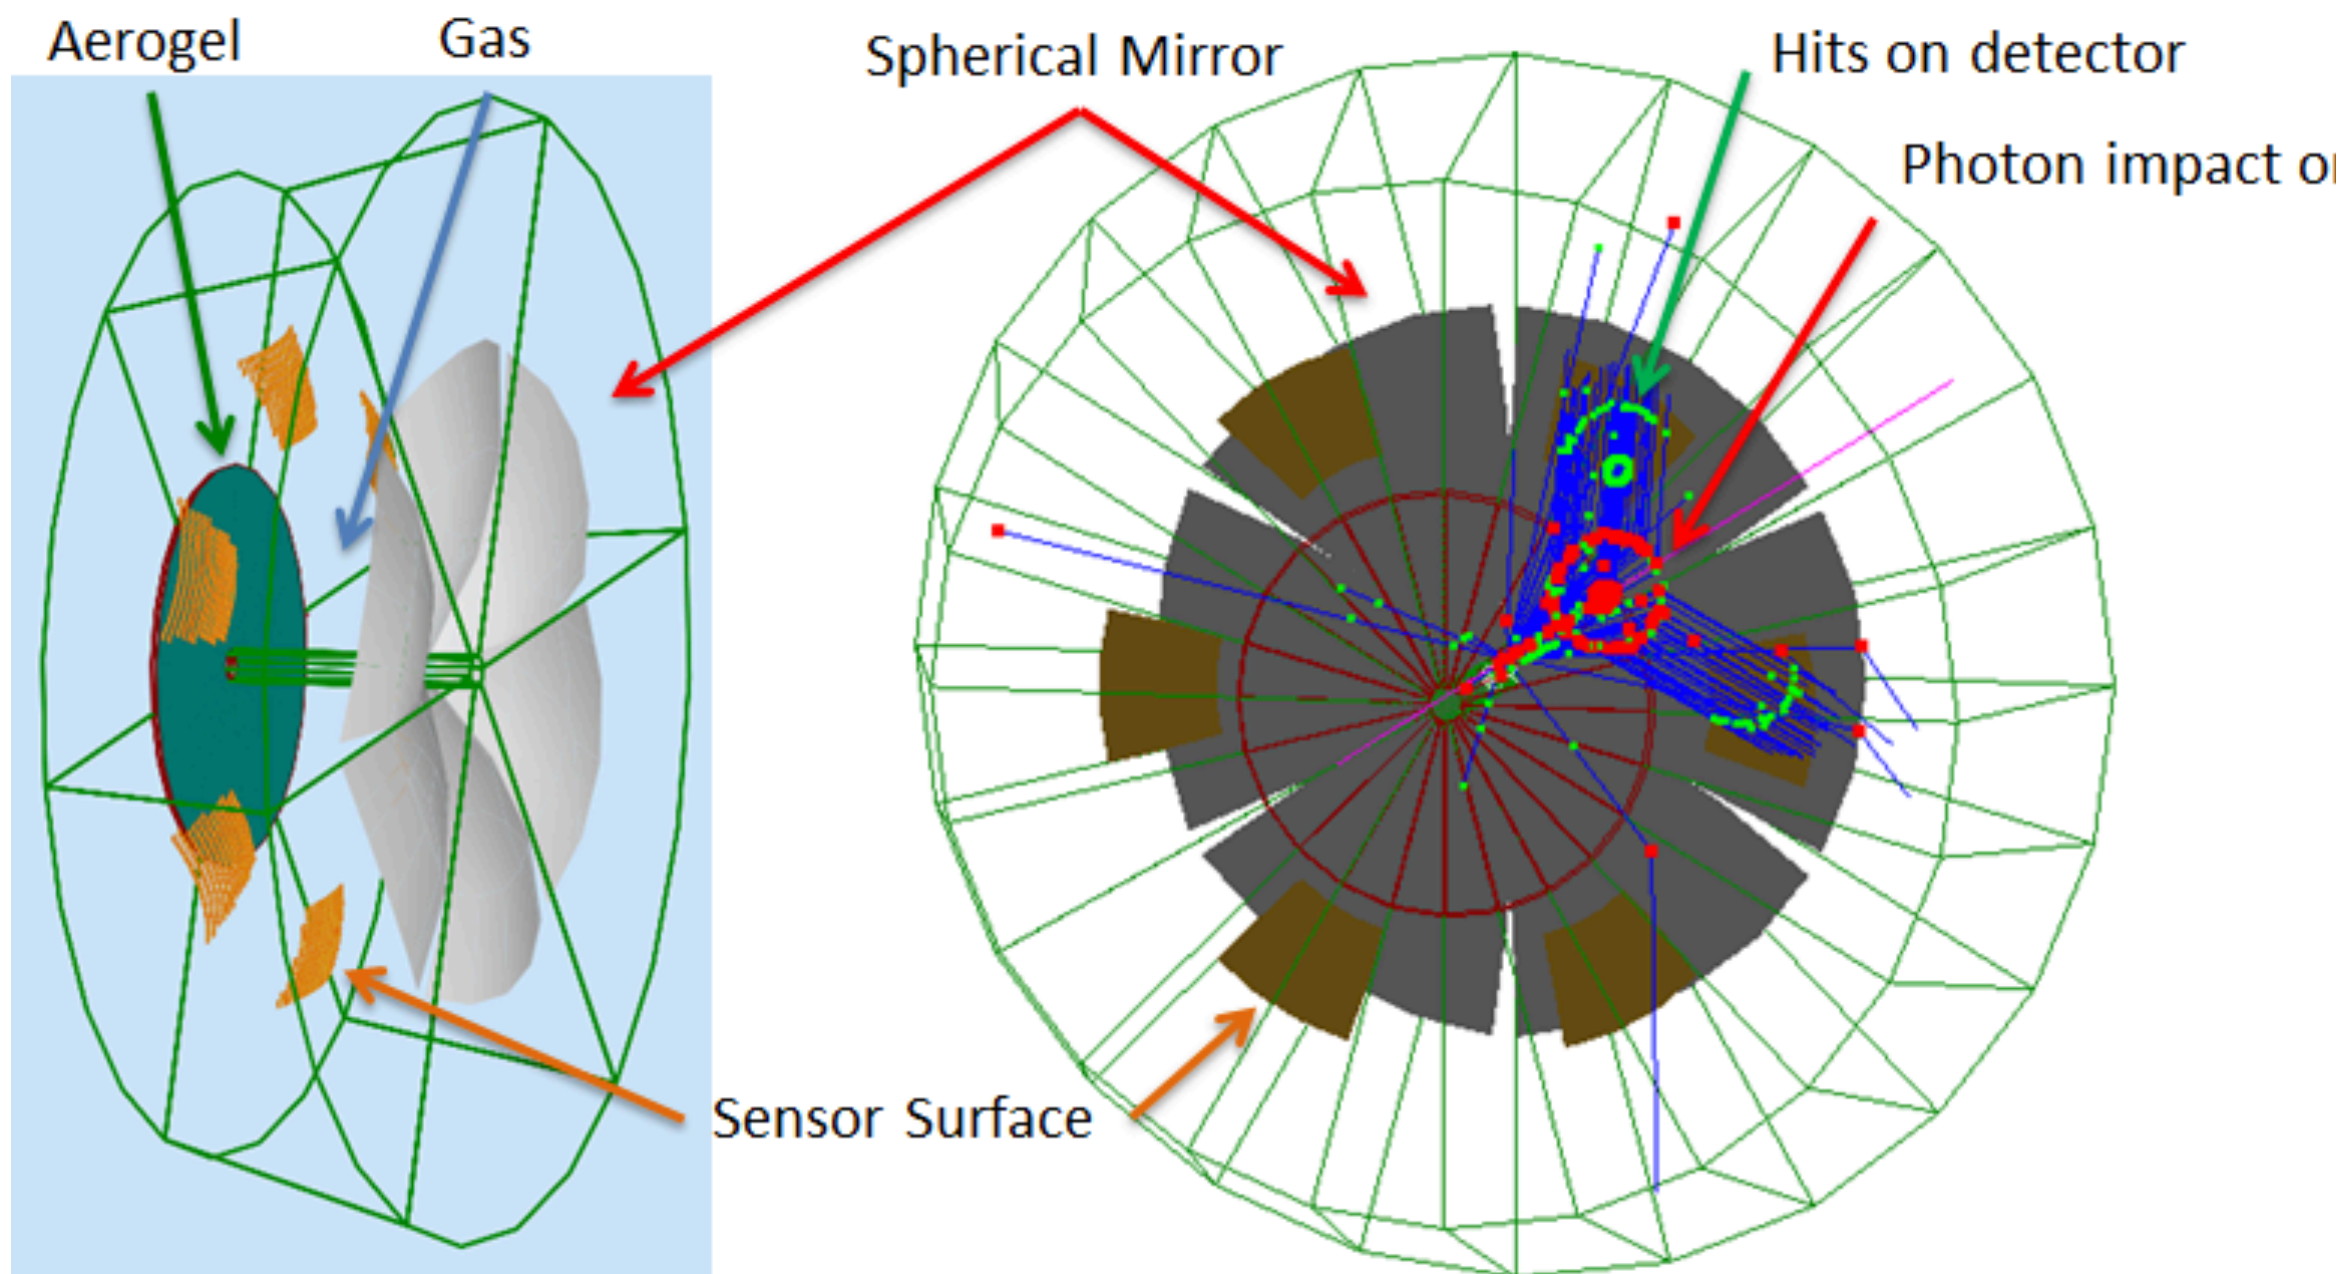 Aerogel
Gas
Spherical Mirror
Hits on detector
Photon impact
Sensor Surface